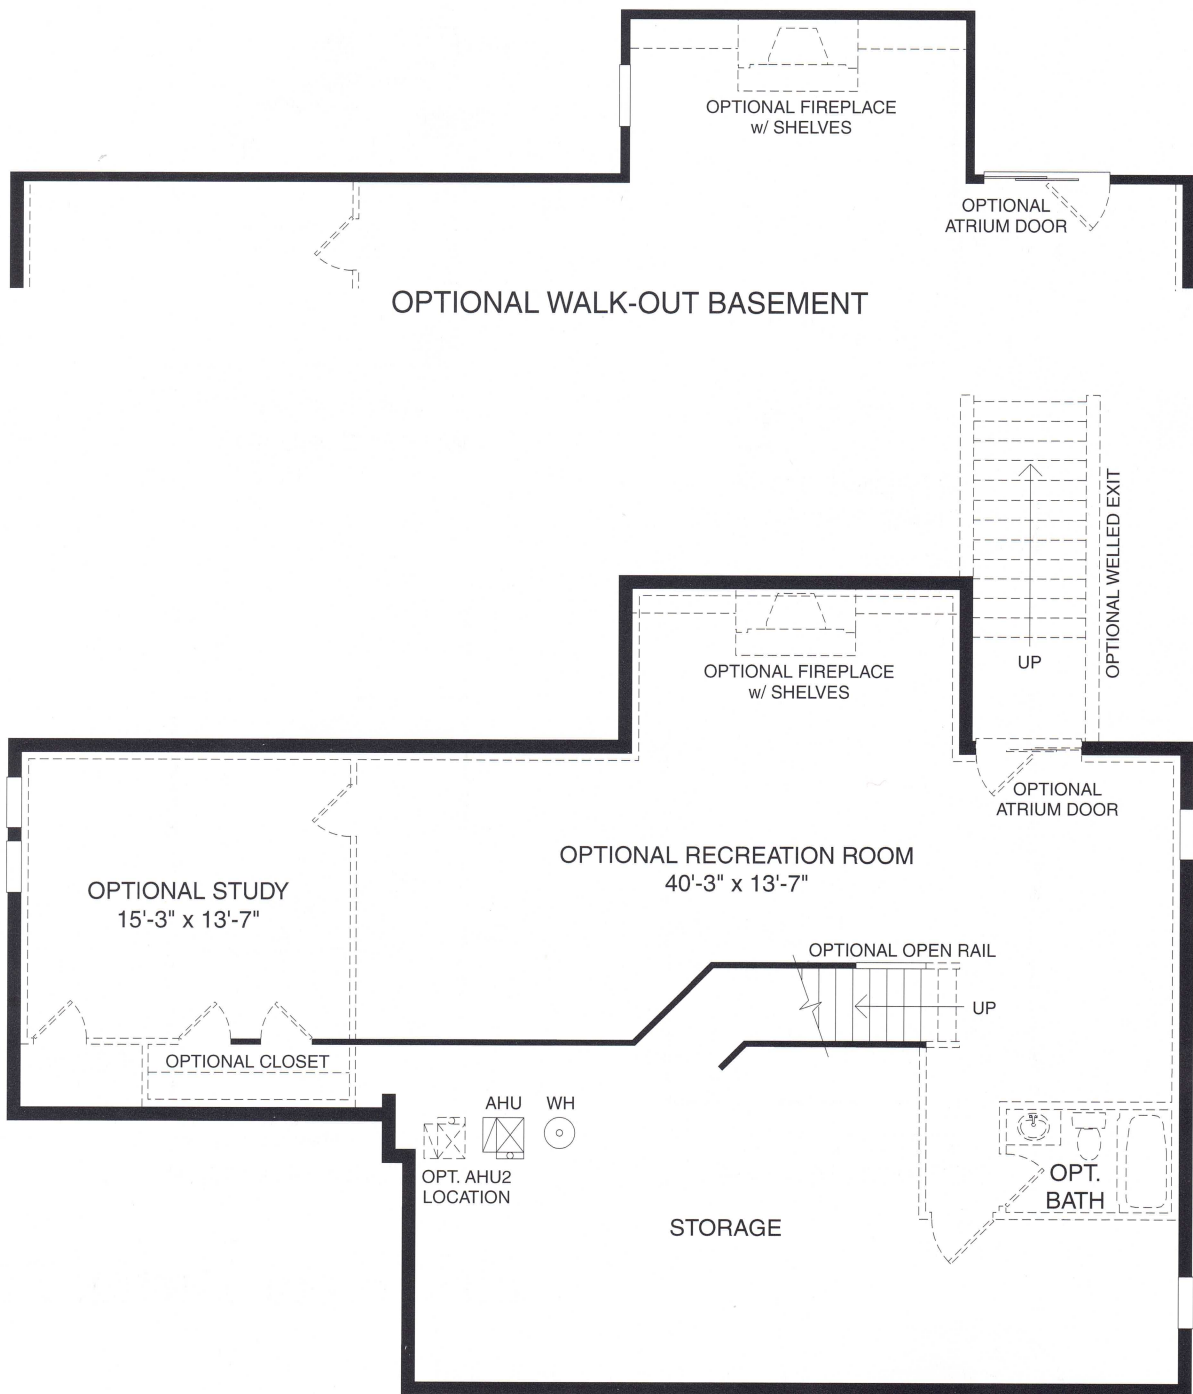 OPTIONAL FIREPLACE
w/ SHELVES
OPTIONAL
ATRIUM DOOR
OPTIONAL WALK-OUT BASEMENT
OPTIONAL WELLED EXIT
UP
OPTIONAL FIREPLACE
w/ SHELVES
OPTIONAL
ATRIUM DOOR
OPTIONAL RECREATION ROOM
40'-3" x 13'-7"
OPTIONAL STUDY
15'-3" x 13'-7"
OPTIONAL OPEN RAIL
UP
OPTIONAL CLOSET
AHU
WH
OPT. AHU2
LOCATION
OPT.
BATH
STORAGE